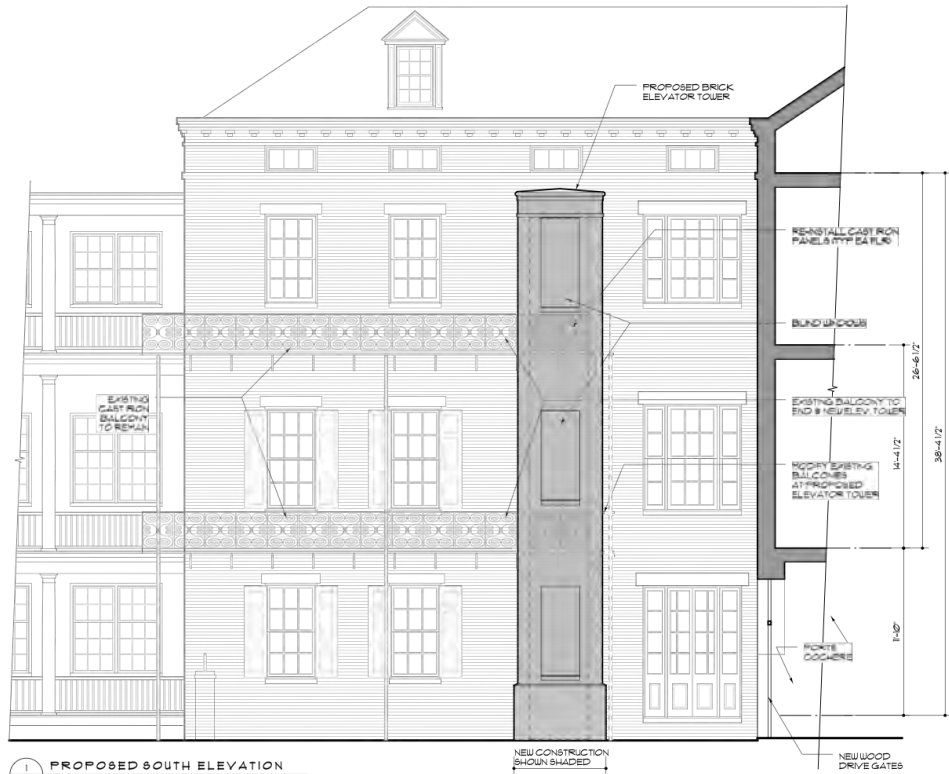 PROPOSED BRICK
ELEVATOR TOWER
RE-INSTALL CAST IRON
PANELS (TYP EA FLR)
BLIND WINDOWS
EXISTING
CAST IRON
BALCONY
TO REMAIN
EXISTING BALCONY TO
END @ NEW ELEV. TOWER
MODIFY EXISTING
BALCONIES
AT PROPOSED
ELEVATOR TOWER
26'-6 1/2"
14'-4 1/2"
38'-4 1/2"
PORTE
COCHERE
NEW CONSTRUCTION
SHOWN SHADED
NEW WOOD
DRIVE GATES
1
PROPOSED SOUTH ELEVATION